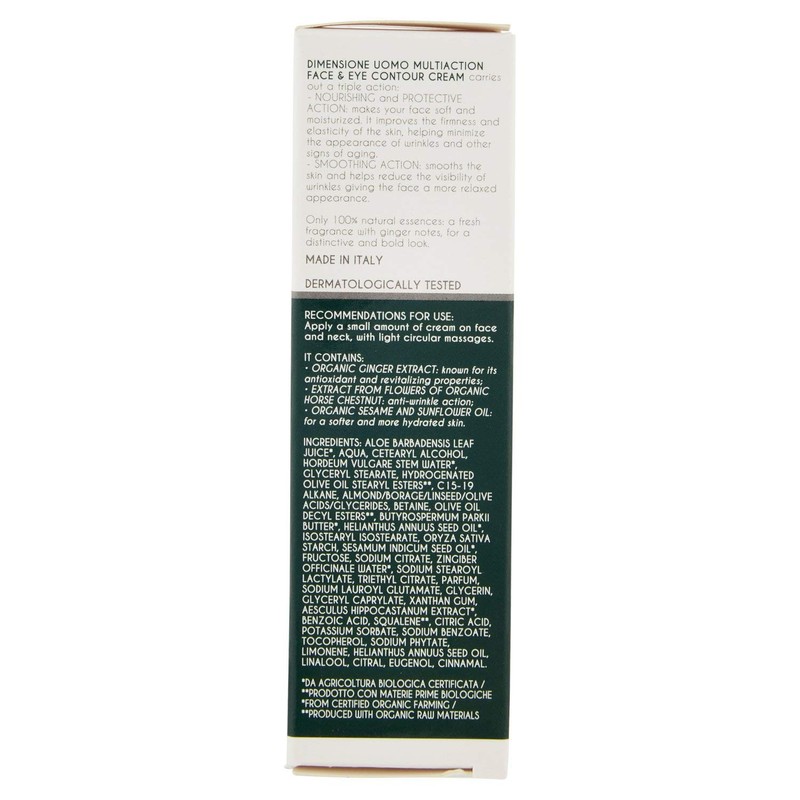 DIMENSIONE UOMO MULTIACTION
FACE & EYE CONTOUR CREAM carries
out a triple action:
- NOURISHING and PROTECTIVE
ACTION: makes your face soft and
moisturized. It improves the firmness and
elasticity of the skin, helping minimize
the appearance of wrinkles and other
signs of aging.
- SMOOTHING ACTION: smooths the
skin and helps reduce the visibility of
wrinkles giving the face a more relaxed
appearance.
Only 100% natural essences: a fresh
fragrance with ginger notes, for a
distinctive and bold look.
MADE IN ITALY
DERMATOLOGICALLY TESTED
RECOMMENDATIONS FOR USE:
Apply a small amount of cream on face
and neck, with light circular massages.
IT CONTAINS:
• ORGANIC GINGER EXTRACT: known for its
antioxidant and revitalizing properties;
• EXTRACT FROM FLOWERS OF ORGANIC
HORSE CHESTNUT: anti-wrinkle action;
• ORGANIC SESAME AND SUNFLOWER OIL:
for a softer and more hydrated skin.
INGREDIENTS: ALOE BARBADENSIS LEAF
JUICE*, AQUA, CETEARYL ALCOHOL,
HORDEUM VULGARE STEM WATER*,
GLYCERYL STEARATE, HYDROGENATED
OLIVE OIL STEARYL ESTERS**, C15-19
ALKANE, ALMOND/BORAGE/LINSEED/OLIVE
ACIDS/GLYCERIDES, BETAINE, OLIVE OIL
DECYL ESTERS**, BUTYROSPERMUM PARKII
BUTTER*, HELIANTHUS ANNUUS SEED OIL*,
ISOSTEARYL ISOSTEARATE, ORYZA SATIVA
STARCH, SESAMUM INDICUM SEED OIL*,
FRUCTOSE, SODIUM CITRATE, ZINGIBER
OFFICINALE WATER*, SODIUM STEAROYL
LACTYLATE, TRIETHYL CITRATE, PARFUM,
SODIUM LAUROYL GLUTAMATE, GLYCERIN,
GLYCERYL CAPRYLATE, XANTHAN GUM,
AESCULUS HIPPOCASTANUM EXTRACT*,
BENZOIC ACID, SQUALENE**, CITRIC ACID,
POTASSIUM SORBATE, SODIUM BENZOATE,
TOCOPHEROL, SODIUM PHYTATE,
LIMONENE, HELIANTHUS ANNUUS SEED OIL,
LINALOOL, CITRAL, EUGENOL, CINNAMAL.
*DA AGRICOLTURA BIOLOGICA CERTIFICATA /
**PRODOTTO CON MATERIE PRIME BIOLOGICHE
*FROM CERTIFIED ORGANIC FARMING /
**PRODUCED WITH ORGANIC RAW MATERIALS